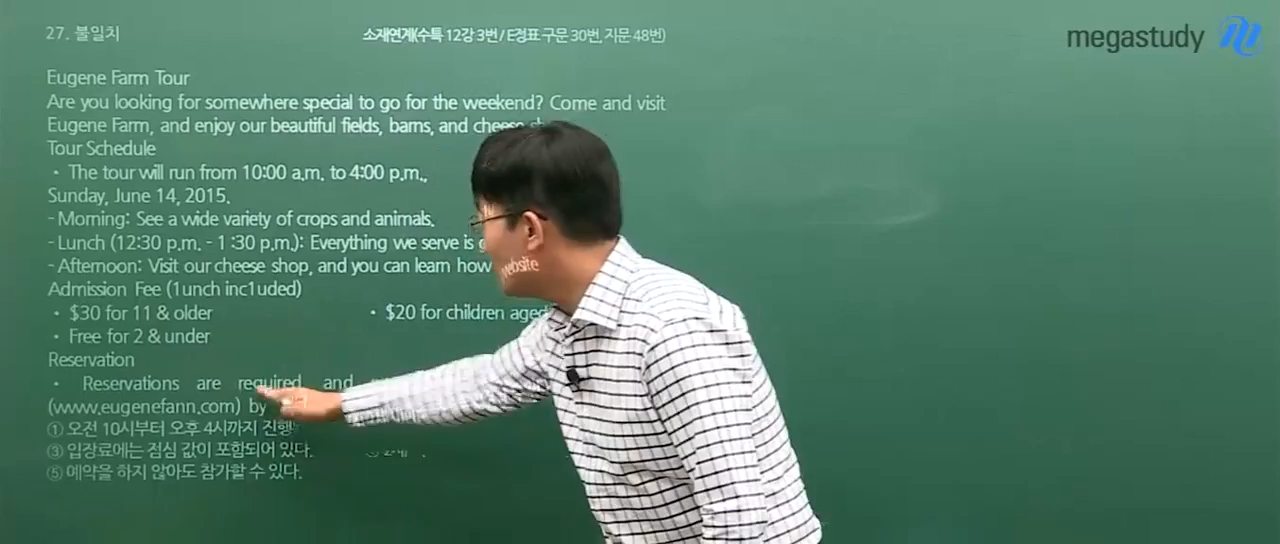 27. 불일치
소재연계(수특 12강 3번 / E정표 구문 30번, 지문 48번)
megastudy
Eugene Farm Tour
Are you looking for somewhere special to go for the weekend? Come and visit
Eugene Farm, and enjoy our beautiful fields, barns, and cheese
Tour Schedule
• The tour will run from 10:00 a.m. to 4:00 p.m.,
Sunday, June 14, 2015.
- Morning: See a wide variety of crops and animals.
- Lunch (12:30 p.m. - 1 :30 p.m.): Everything we serve is
- Afternoon: Visit our cheese shop, and you can learn how
website
Admission Fee (1unch inc1uded)
• $30 for 11 & older • $20 for children aged
• Free for 2 & under
Reservation
• Reservations are required, and
(www.eugenefann.com) by
① 오전 10시부터 오후 4시까지 진행
③ 입장료에는 점심 값이 포함되어 있다.
⑤ 예약을 하지 않아도 참가할 수 있다.